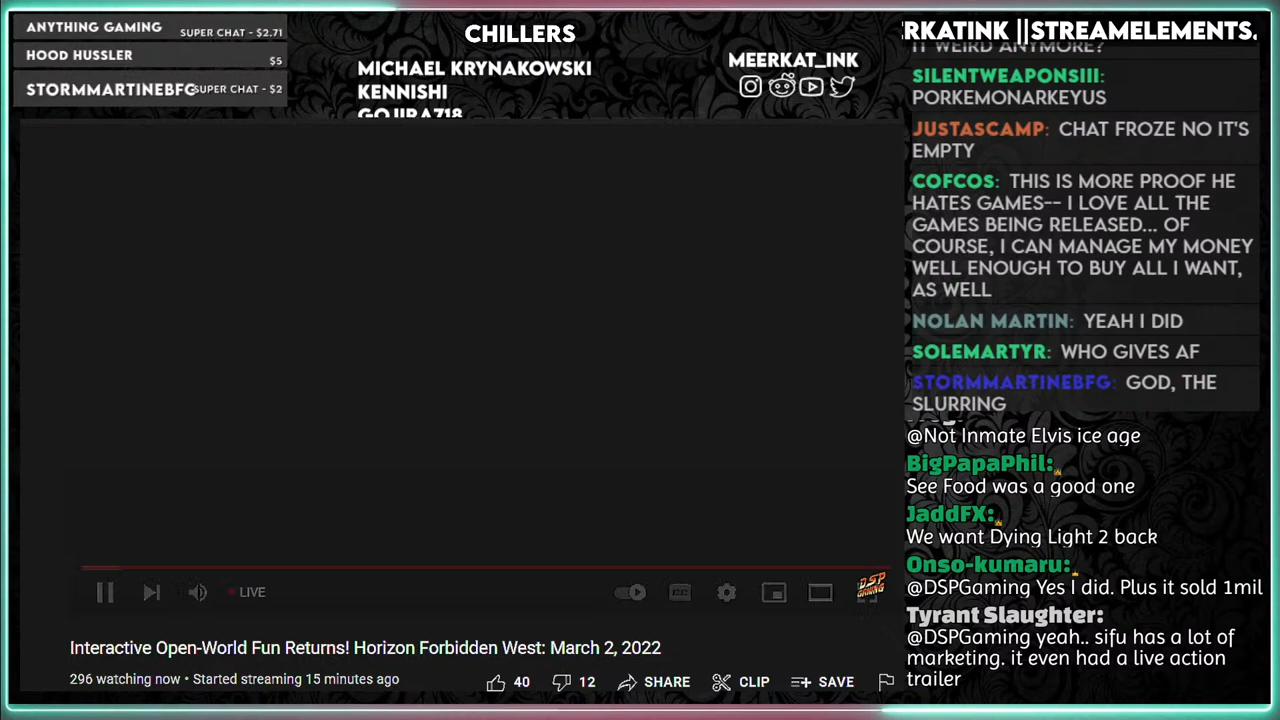 ANYTHING GAMING SUPER CHAT - $2.71
HOOD HUSSLER $5
STORMMARTINEBFG SUPER CHAT - $2
CHILLERS
MICHAEL KRYNAKOWSKI
KENNISHI
GOJIRA718
MEERKAT_INK
ERKATINK ||STREAMELEMENTS.
IT WEIRD ANYMORE?
SILENTWEAPONSIII:
PORKEMONARKEYUS
JUSTASCAMP: CHAT FROZE NO IT'S
EMPTY
COFCOS: THIS IS MORE PROOF HE
HATES GAMES-- I LOVE ALL THE
GAMES BEING RELEASED... OF
COURSE, I CAN MANAGE MY MONEY
WELL ENOUGH TO BUY ALL I WANT,
AS WELL
NOLAN MARTIN: YEAH I DID
SOLEMARTYR: WHO GIVES AF
STORMMARTINEBFG: GOD, THE
SLURRING
@Not Inmate Elvis ice age
BigPapaPhil:
See Food was a good one
JaddFX:
We want Dying Light 2 back
Onso-kumaru:
@DSPGaming Yes I did. Plus it sold 1mil
Tyrant Slaughter:
@DSPGaming yeah.. sifu has a lot of
marketing. it even had a live action
trailer
LIVE
DSP GAMING
Interactive Open-World Fun Returns! Horizon Forbidden West: March 2, 2022
296 watching now • Started streaming 15 minutes ago
40 12 SHARE CLIP SAVE